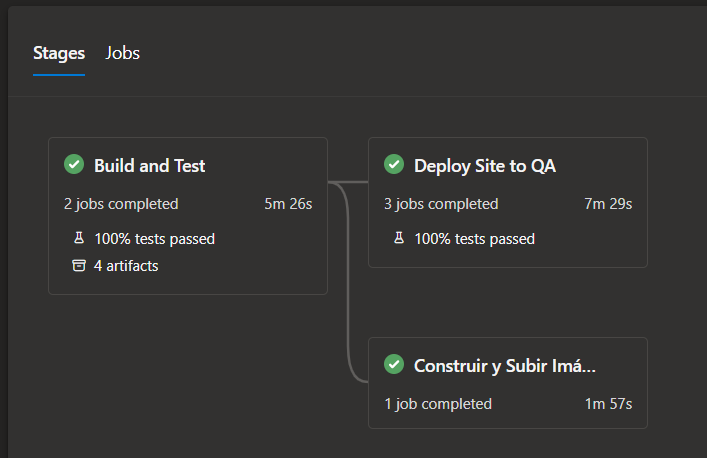 Stages Jobs
Build and Test
2 jobs completed 5m 26s
100% tests passed
4 artifacts
Deploy Site to QA
3 jobs completed 7m 29s
100% tests passed
Construir y Subir Imá...
1 job completed 1m 57s